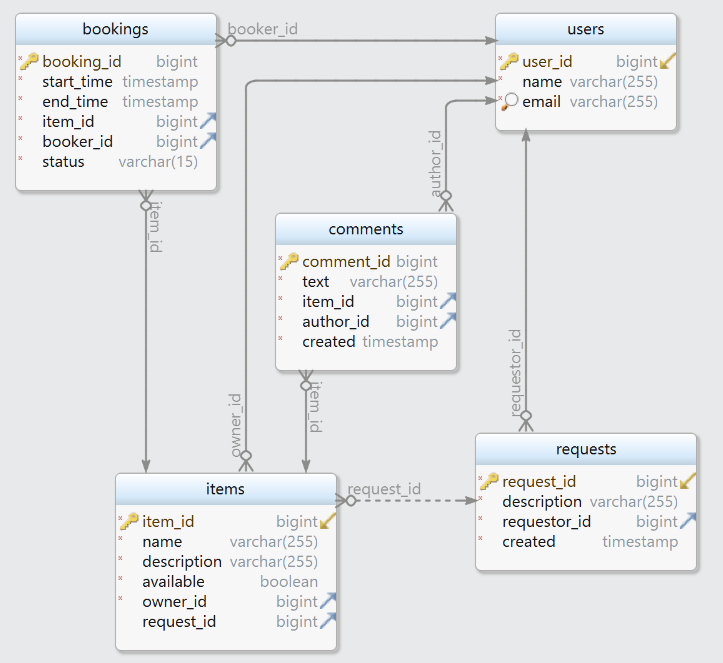 bookings
booking_id bigint
start_time timestamp
end_time timestamp
item_id bigint
booker_id bigint
status varchar(15)
booker_id
users
user_id bigint
name varchar(255)
email varchar(255)
item_id
author_id
comments
comment_id bigint
text varchar(255)
item_id bigint
author_id bigint
created timestamp
owner_id
item_id
requestor_id
items
item_id bigint
name varchar(255)
description varchar(255)
available boolean
owner_id bigint
request_id bigint
request_id
requests
request_id bigint
description varchar(255)
requestor_id bigint
created timestamp